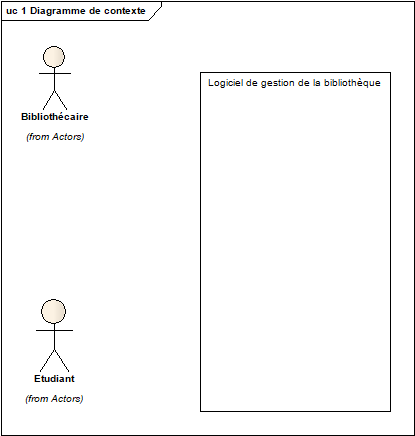 uc 1 Diagramme de contexte
Logiciel de gestion de la bibliothèque
Bibliothécaire
(from Actors)
Etudiant
(from Actors)